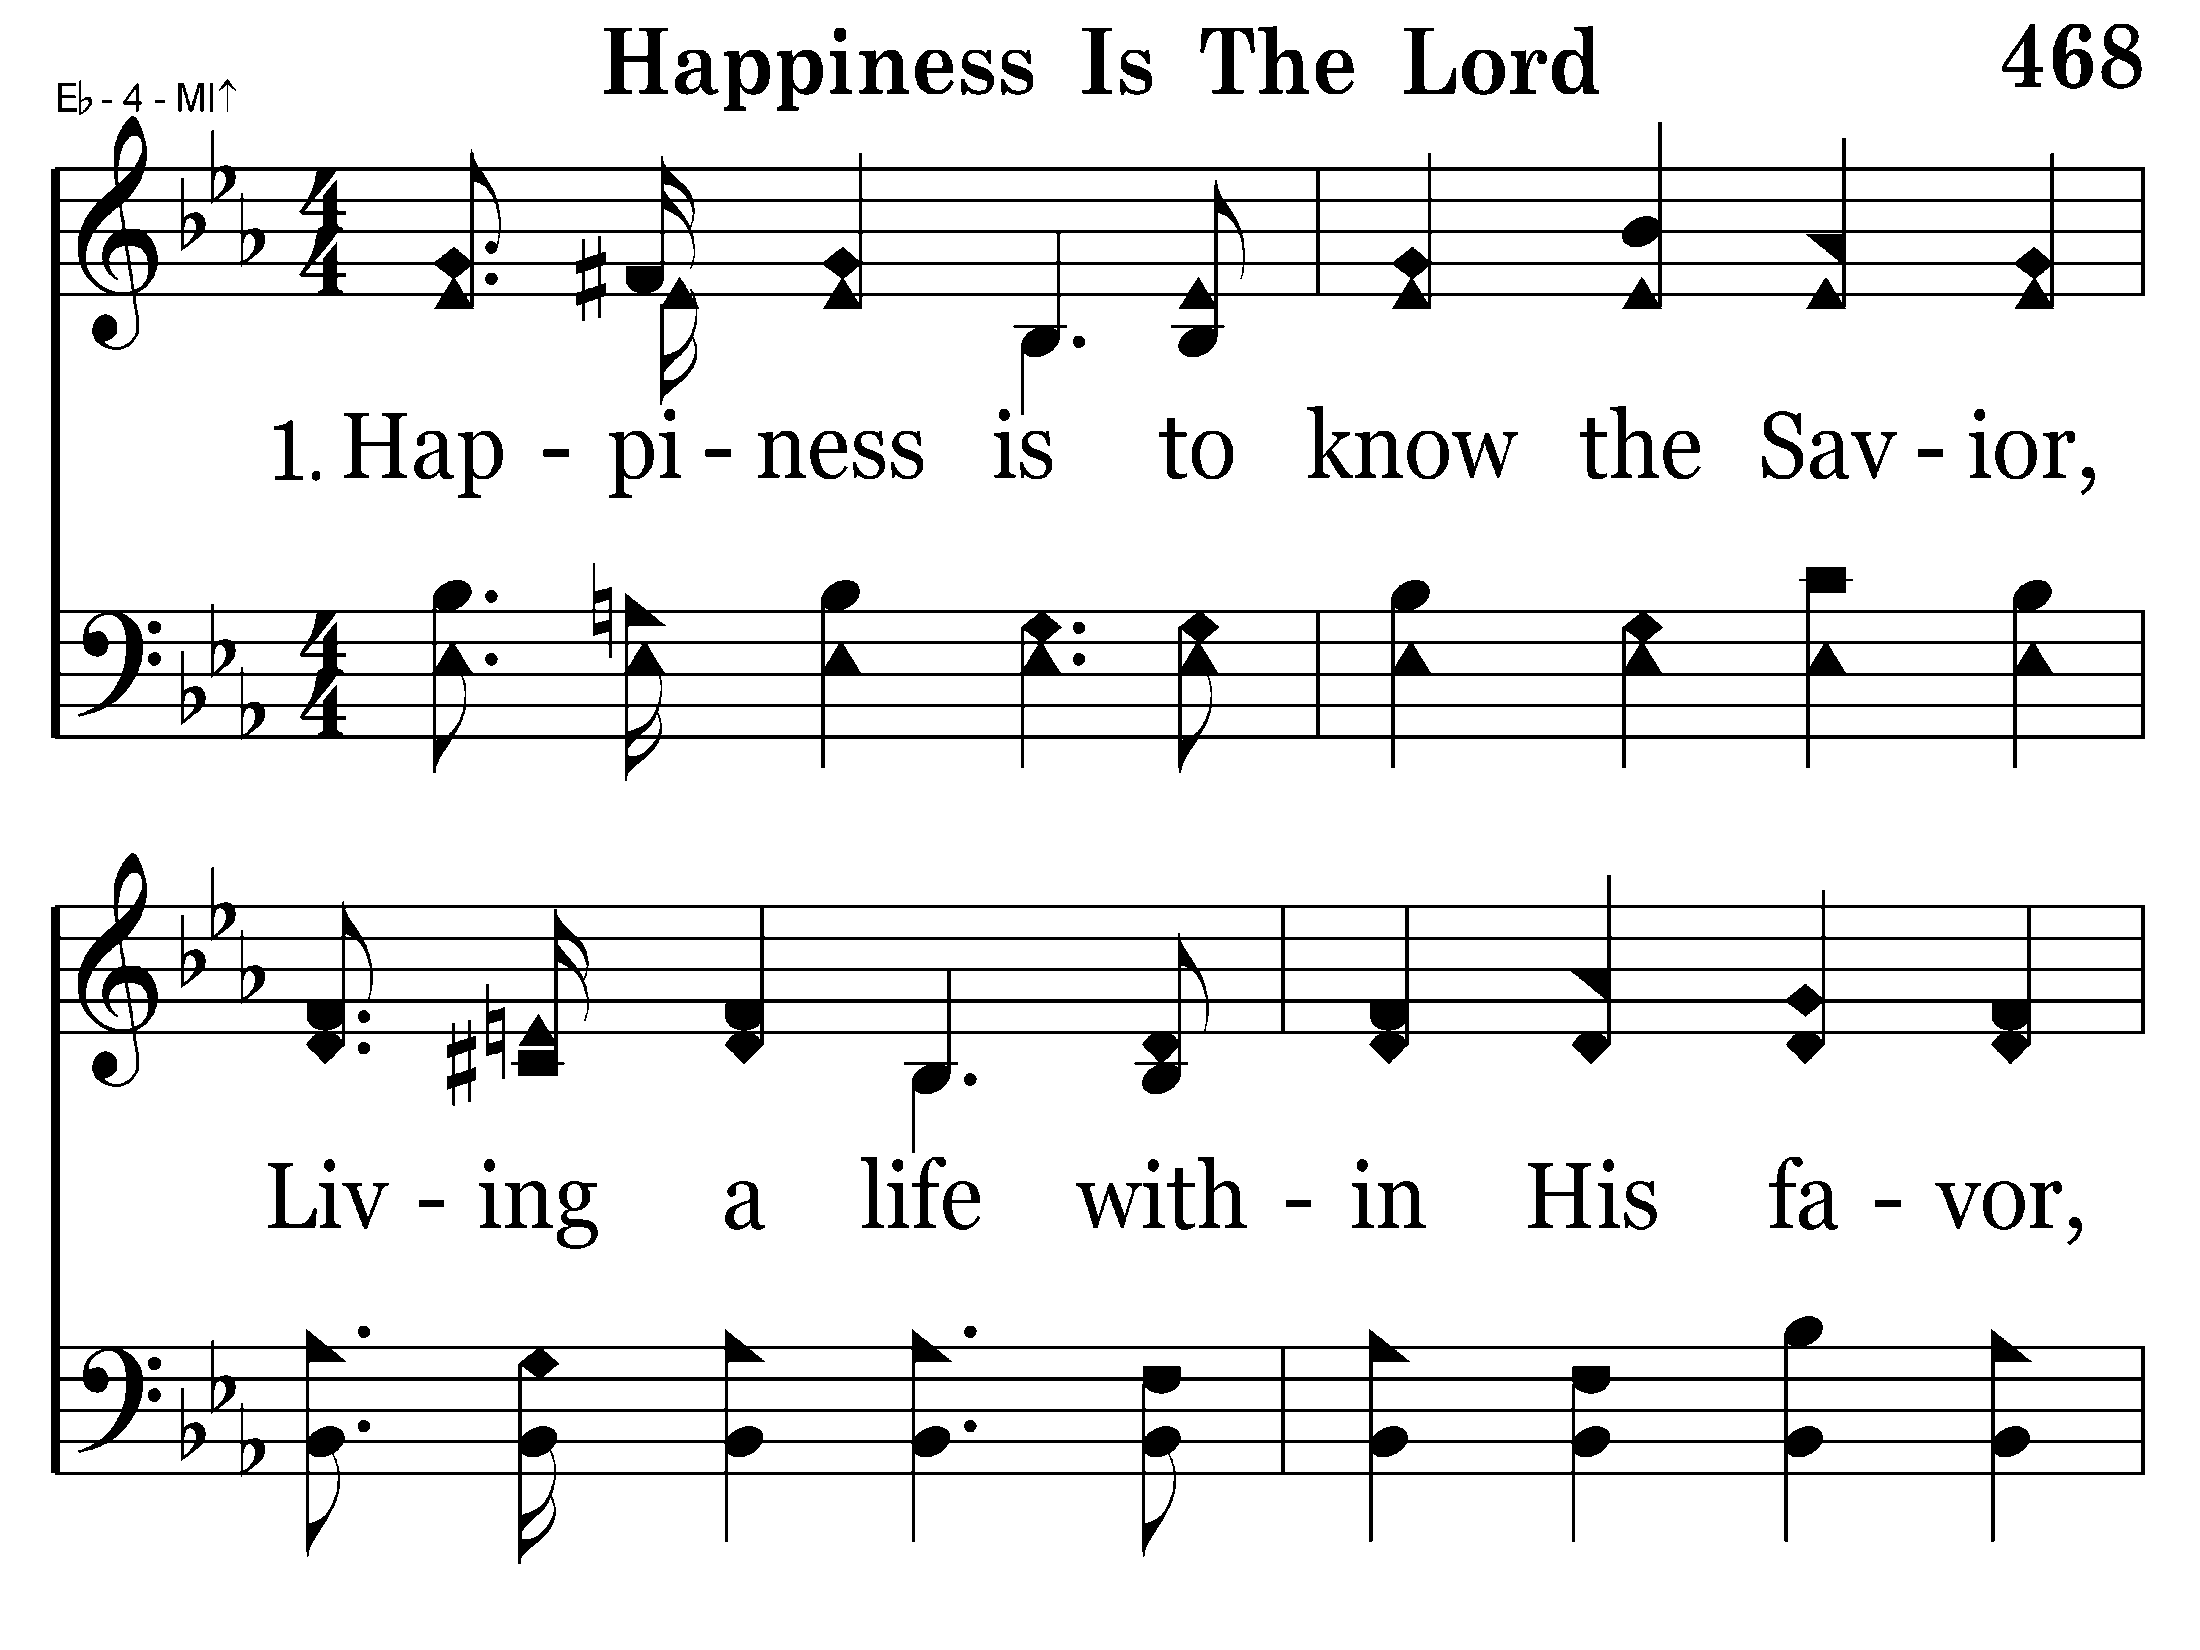 Happiness Is The Lord 468
E♭ - 4 - MI↑
1. Hap - pi - ness is to know the Sav - ior,
Liv - ing a life with - in His fa - vor,